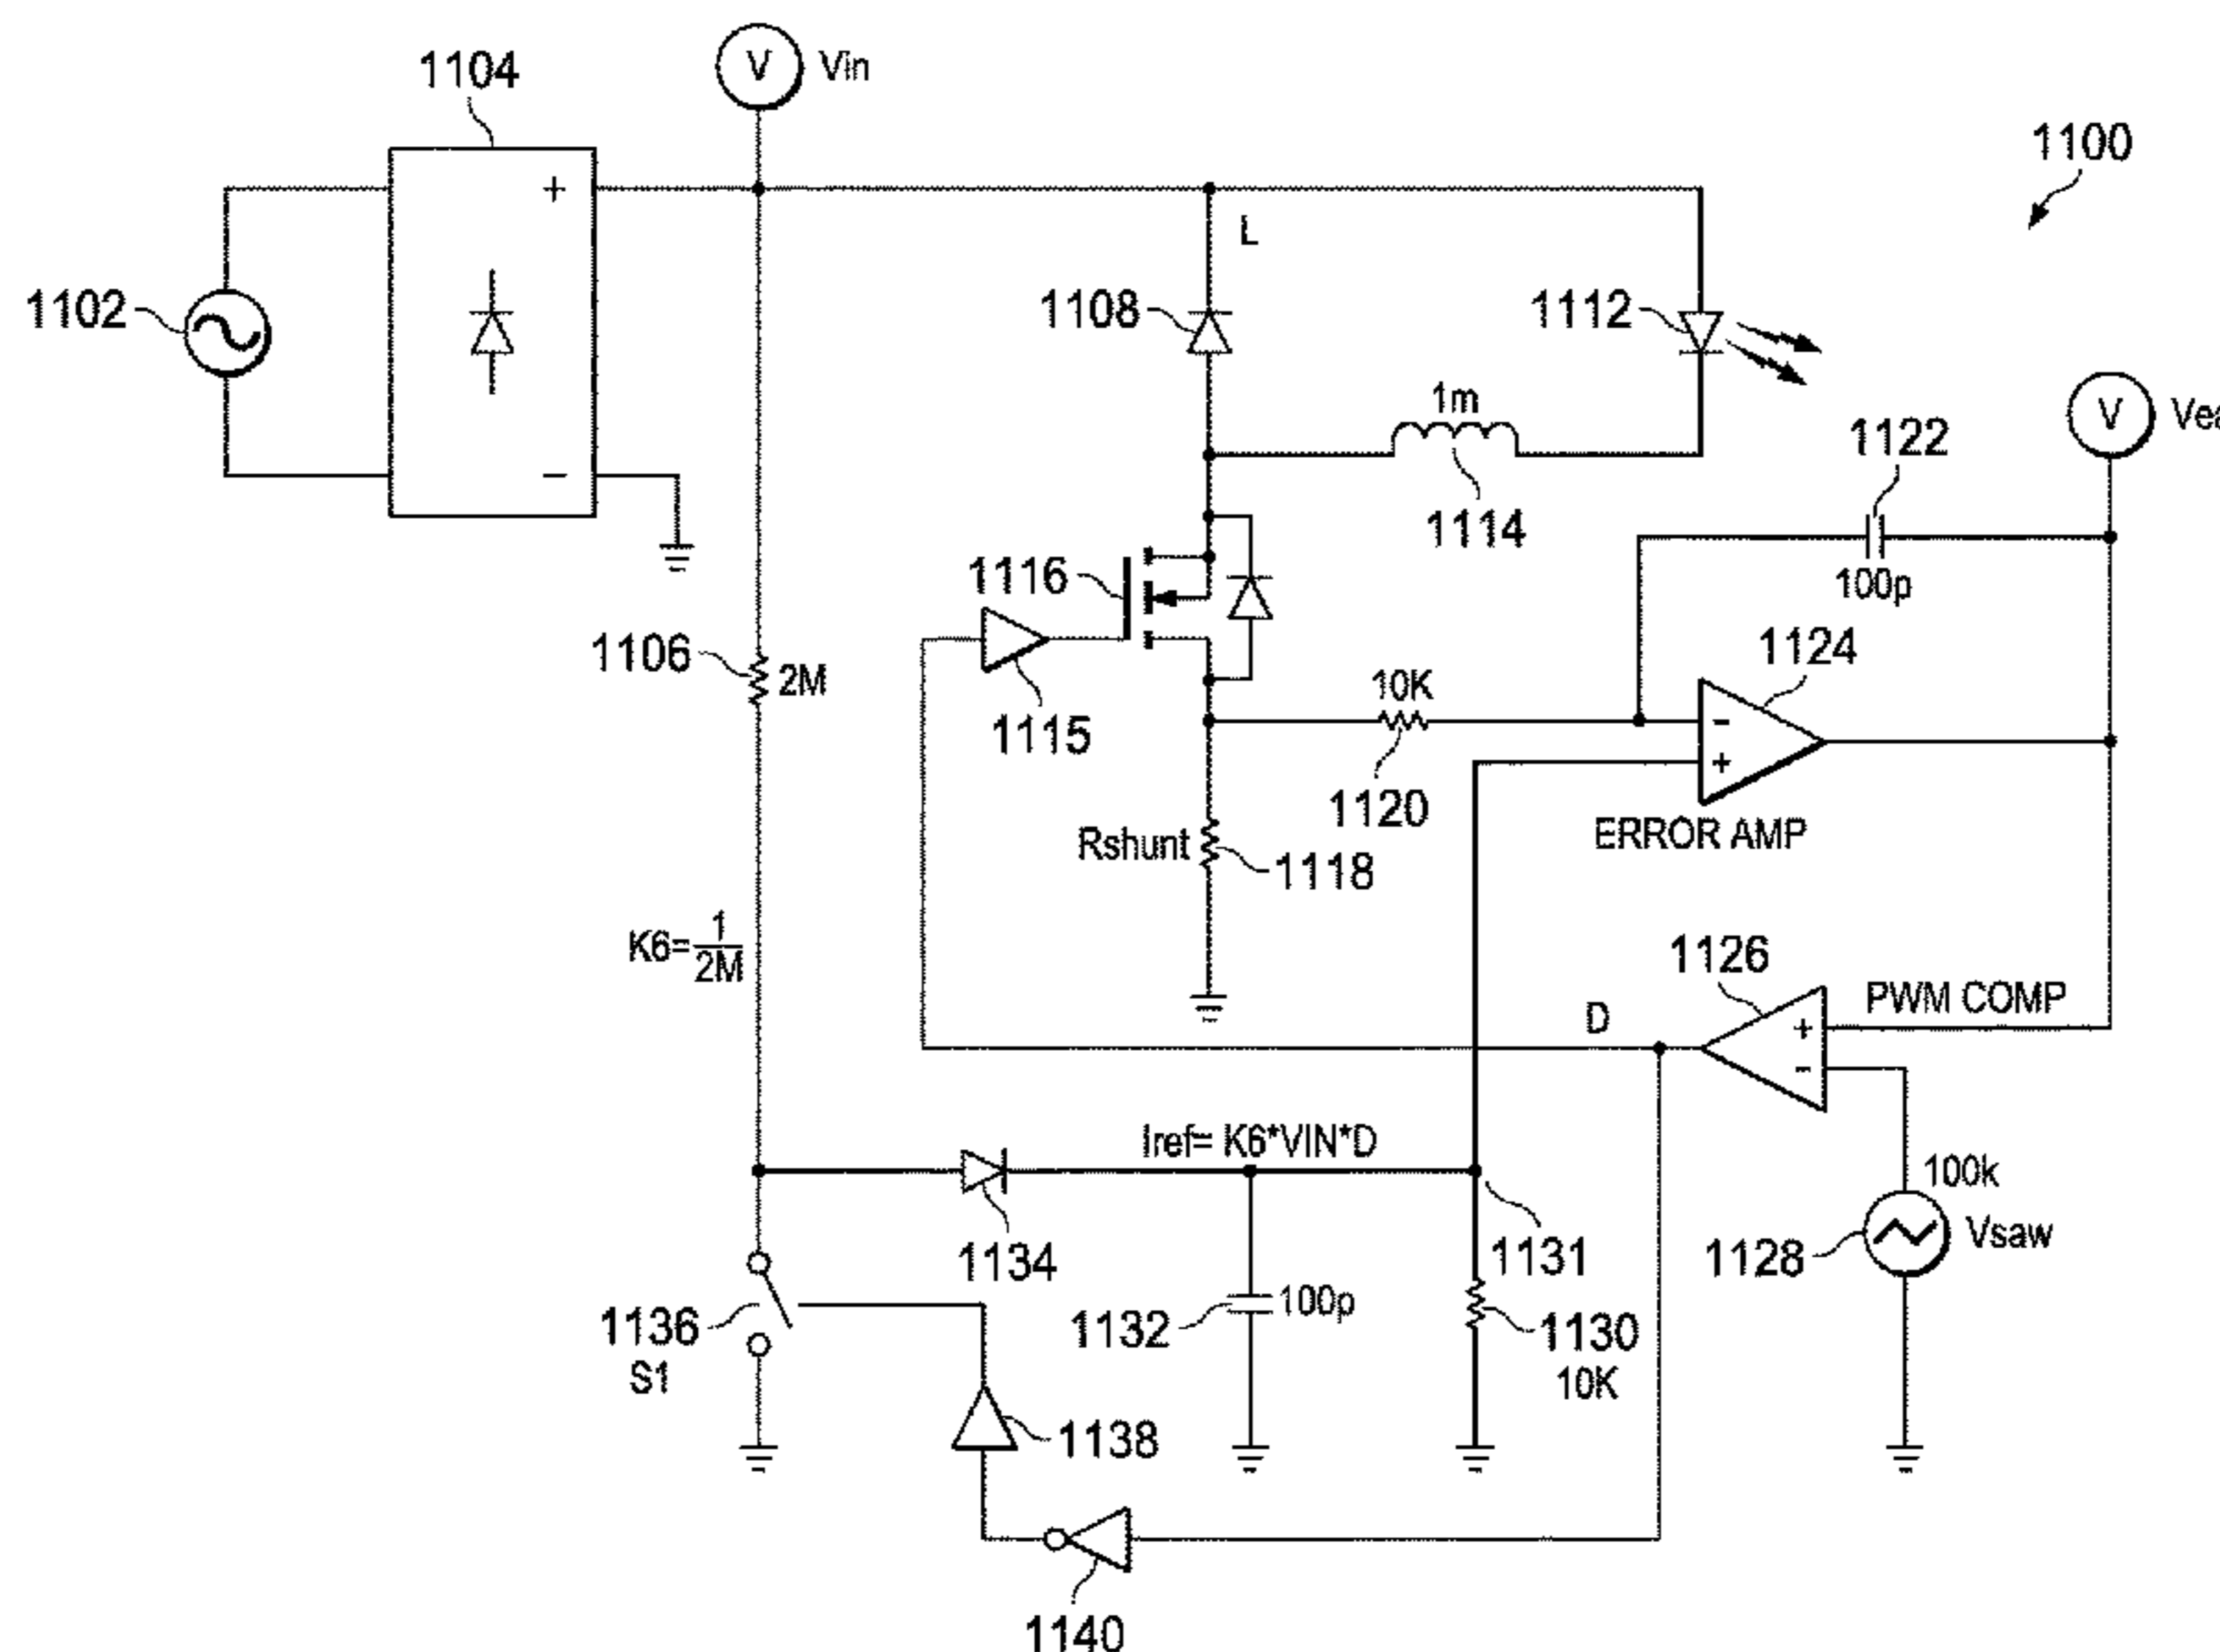 1104
V Vin
1100
+
L
1102
1108
1112
1m
V
1122
−
1114
1116
100p
1124
1106
2M
10K
1115
−
+
1120
Rshunt
1118
ERROR AMP
K6=1/2M
1126
PWM COMP
D
+
−
Iref= K6*VIN*D
100k
1134
1131
1128
Vsaw
1136
S1
1132
100p
1130
10K
1138
1140